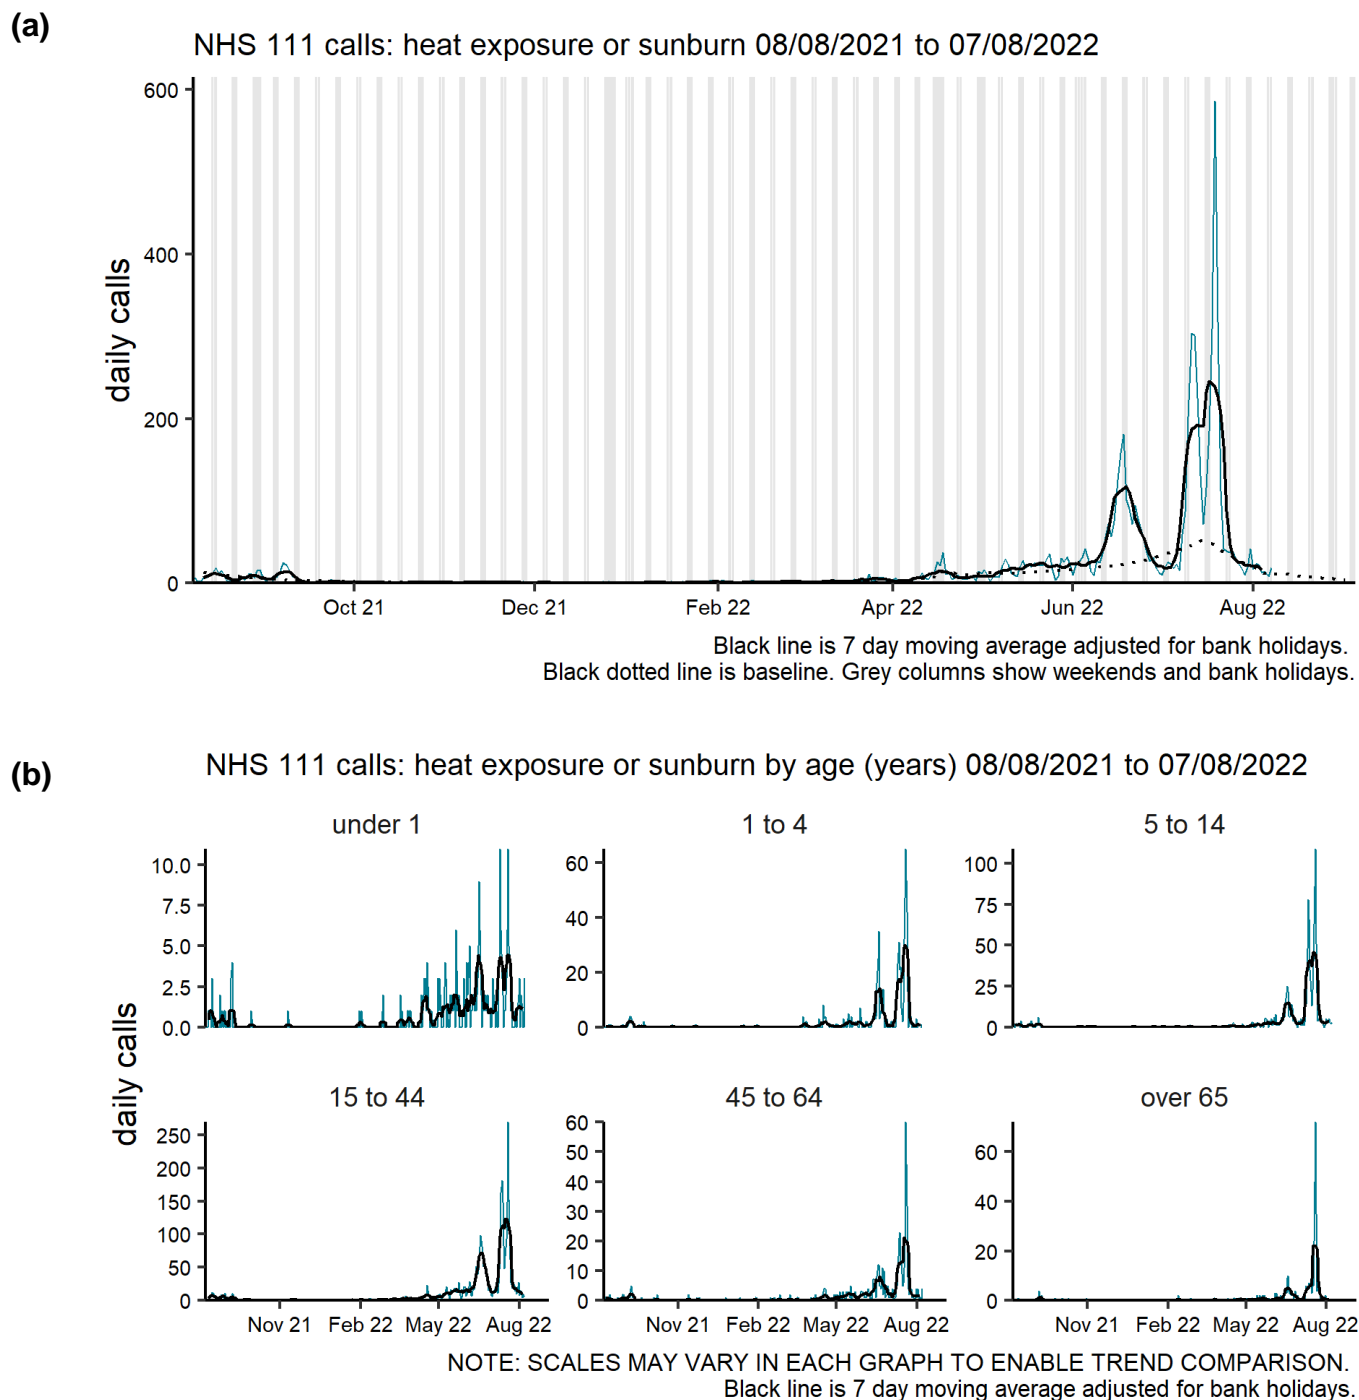 (a)
NHS 111 calls: heat exposure or sunburn 08/08/2021 to 07/08/2022
600
400
200
0
daily calls
Oct 21 Dec 21 Feb 22 Apr 22 Jun 22 Aug 22
Black line is 7 day moving average adjusted for bank holidays.
Black dotted line is baseline. Grey columns show weekends and bank holidays.
(b)
NHS 111 calls: heat exposure or sunburn by age (years) 08/08/2021 to 07/08/2022
daily calls
under 1
10.0
7.5
5.0
2.5
0.0
1 to 4
60
40
20
0
5 to 14
100
75
50
25
0
15 to 44
250
200
150
100
50
0
Nov 21 Feb 22 May 22 Aug 22
45 to 64
60
50
40
30
20
10
0
Nov 21 Feb 22 May 22 Aug 22
over 65
60
40
20
0
Nov 21 Feb 22 May 22 Aug 22
NOTE: SCALES MAY VARY IN EACH GRAPH TO ENABLE TREND COMPARISON.
Black line is 7 day moving average adjusted for bank holidays.